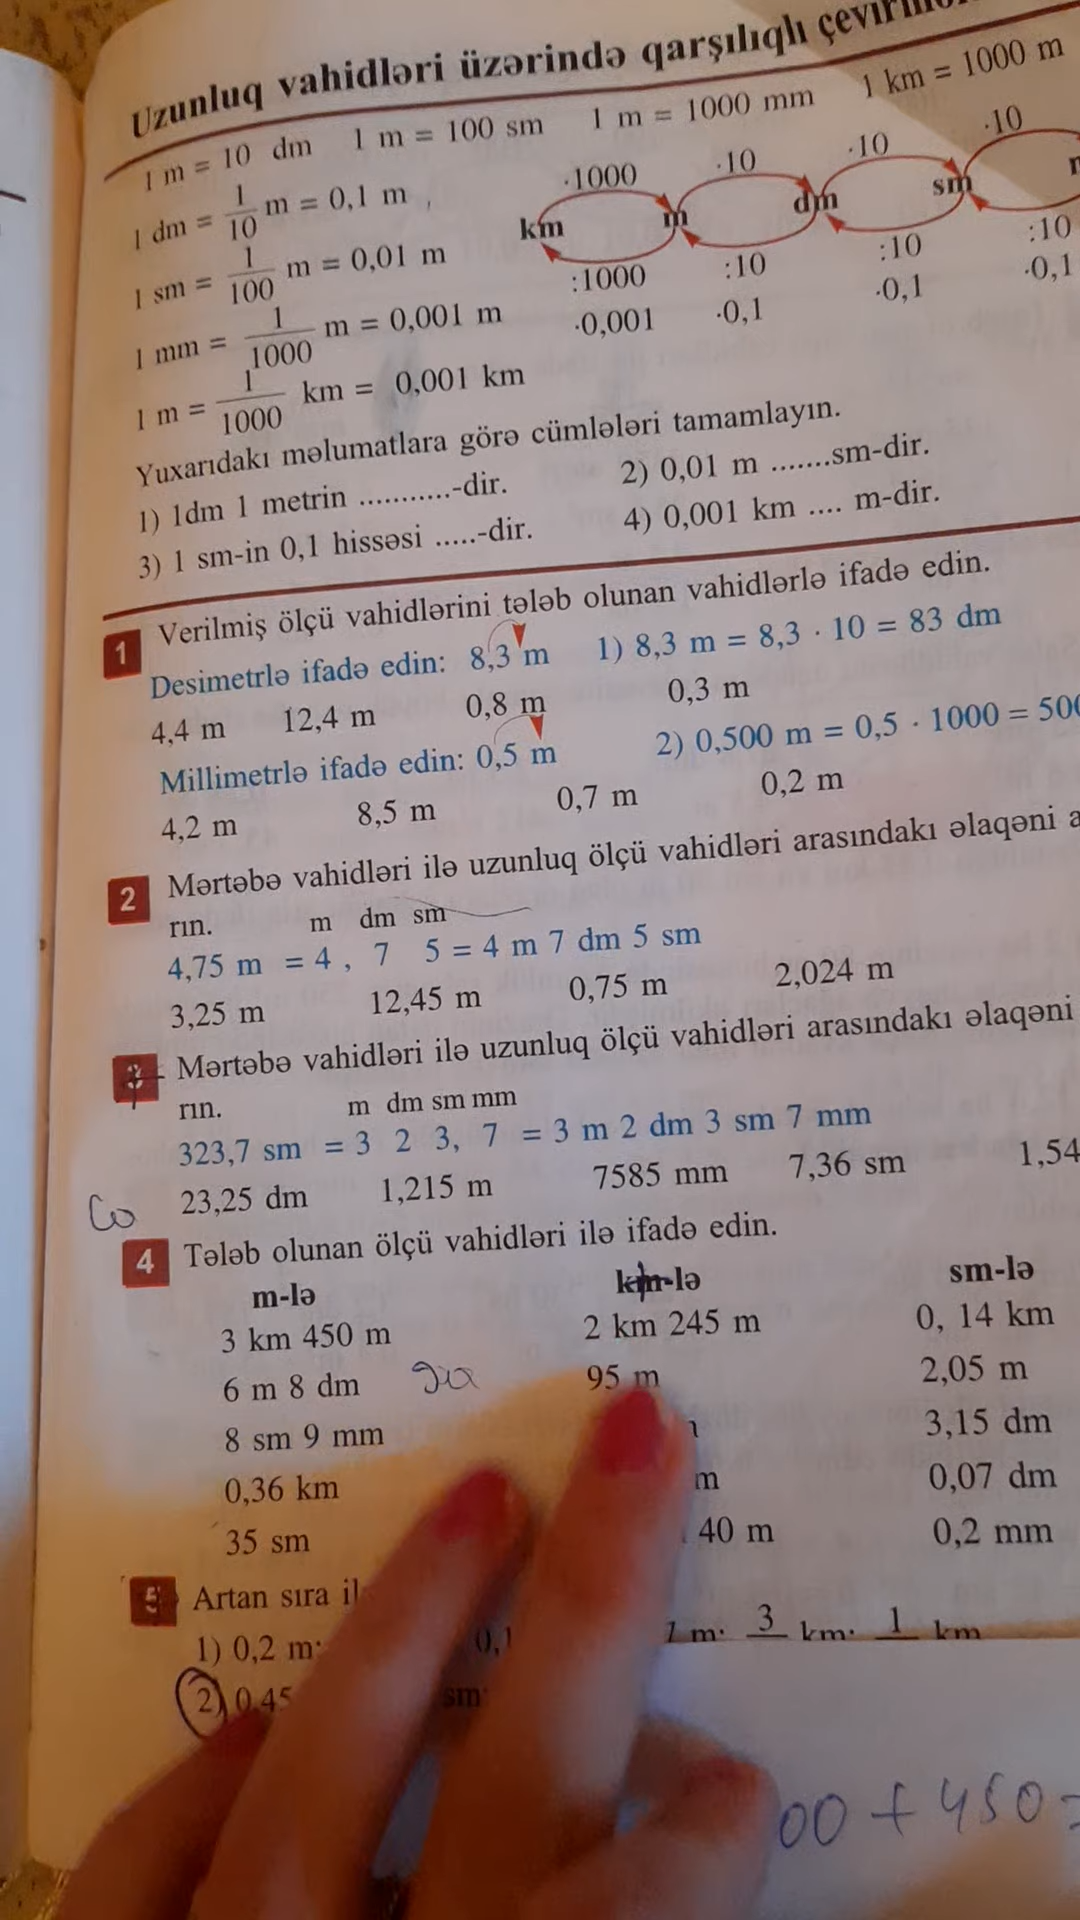 Uzunluq vahidləri üzərində qarşılıqlı
1 m = 10 dm 1 m = 100 sm 1 m = 1000 mm 1 km = 1000 m
1 dm = 1/10 m = 0,1 m
1 sm = 1/100 m = 0,01 m
1 mm = 1/1000 m = 0,001 m
1 m = 1/1000 km = 0,001 km
·1000 ·10 ·10 ·10
km m dm sm
:1000 :10 :10 :10
·0,001 ·0,1 ·0,1 ·0,1
Yuxarıdakı məlumatlara görə cümlələri tamamlayın.
1) 1dm 1 metrin ...........-dir. 2) 0,01 m .......sm-dir.
3) 1 sm-in 0,1 hissəsi .....-dir. 4) 0,001 km .... m-dir.
1 Verilmiş ölçü vahidlərini tələb olunan vahidlərlə ifadə edin.
Desimetrlə ifadə edin: 8,3 m 1) 8,3 m = 8,3 · 10 = 83 dm
4,4 m 12,4 m 0,8 m 0,3 m
Millimetrlə ifadə edin: 0,5 m 2) 0,500 m = 0,5 · 1000 = 500
4,2 m 8,5 m 0,7 m 0,2 m
2 Mərtəbə vahidləri ilə uzunluq ölçü vahidləri arasındakı əlaqəni a
rın. m dm sm
4,75 m = 4 , 7 5 = 4 m 7 dm 5 sm
3,25 m 12,45 m 0,75 m 2,024 m
3 Mərtəbə vahidləri ilə uzunluq ölçü vahidləri arasındakı əlaqəni
rın. m dm sm mm
323,7 sm = 3 2 3, 7 = 3 m 2 dm 3 sm 7 mm
23,25 dm 1,215 m 7585 mm 7,36 sm 1,54
4 Tələb olunan ölçü vahidləri ilə ifadə edin.
m-lə km-lə sm-lə
3 km 450 m 2 km 245 m 0, 14 km
6 m 8 dm 95 m 2,05 m
8 sm 9 mm 3,15 dm
0,36 km m 0,07 dm
35 sm 40 m 0,2 mm
5 Artan sıra
1) 0,2 m; 0,1 m; 3 km; 1 km
2) 0,45 sm
00 + 450 =